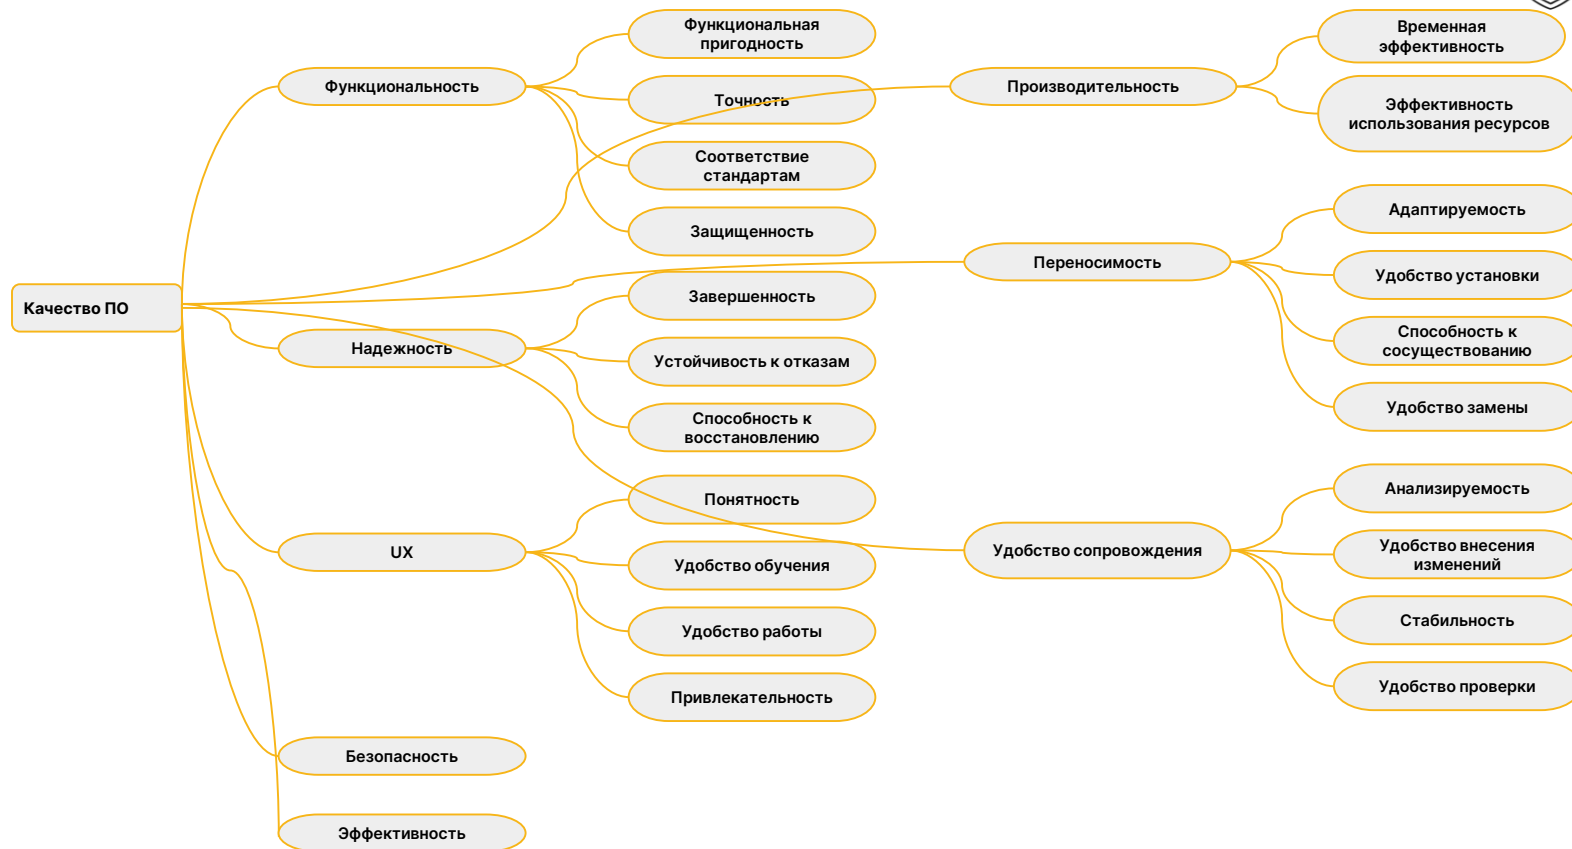 Качество ПО
Функциональность
Функциональная
пригодность
Точность
Соответствие
стандартам
Защищенность
Надежность
Завершенность
Устойчивость к отказам
Способность к
восстановлению
UX
Понятность
Удобство обучения
Удобство работы
Привлекательность
Безопасность
Эффективность
Производительность
Временная
эффективность
Эффективность
использования ресурсов
Переносимость
Адаптируемость
Удобство установки
Способность к
сосуществованию
Удобство замены
Удобство сопровождения
Анализируемость
Удобство внесения
изменений
Стабильность
Удобство проверки